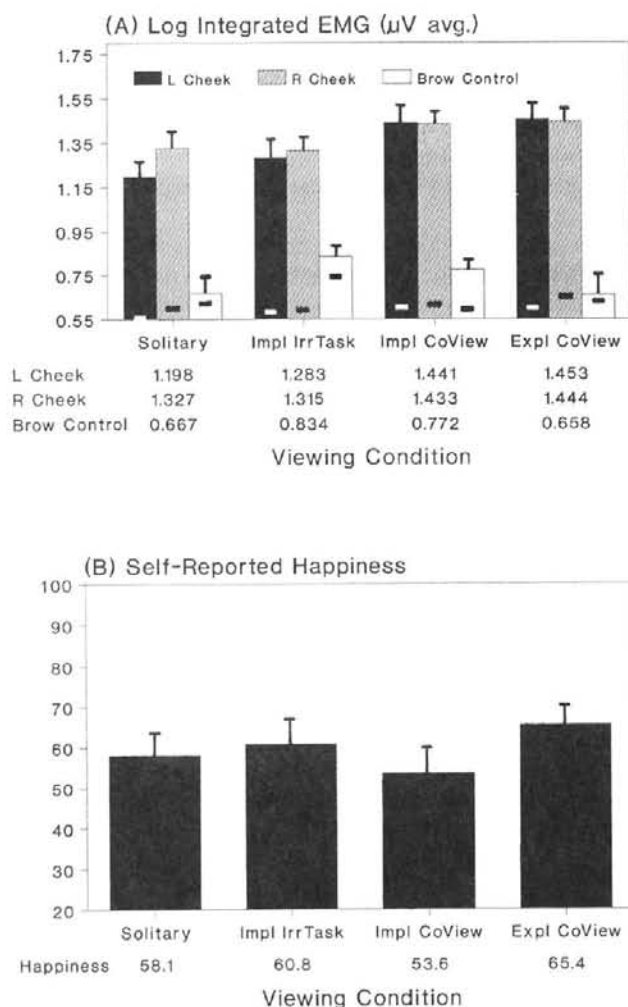 (A) Log Integrated EMG (µV avg.)
1.75
1.55
1.35
1.15
0.95
0.75
0.55
L Cheek R Cheek Brow Control
Solitary Impl IrrTask Impl CoView Expl CoView
L Cheek 1.198 1.283 1.441 1.453
R Cheek 1.327 1.315 1.433 1.444
Brow Control 0.667 0.834 0.772 0.658
Viewing Condition
(B) Self-Reported Happiness
100
90
80
70
60
50
40
30
20
Solitary Impl IrrTask Impl CoView Expl CoView
Happiness 58.1 60.8 53.6 65.4
Viewing Condition